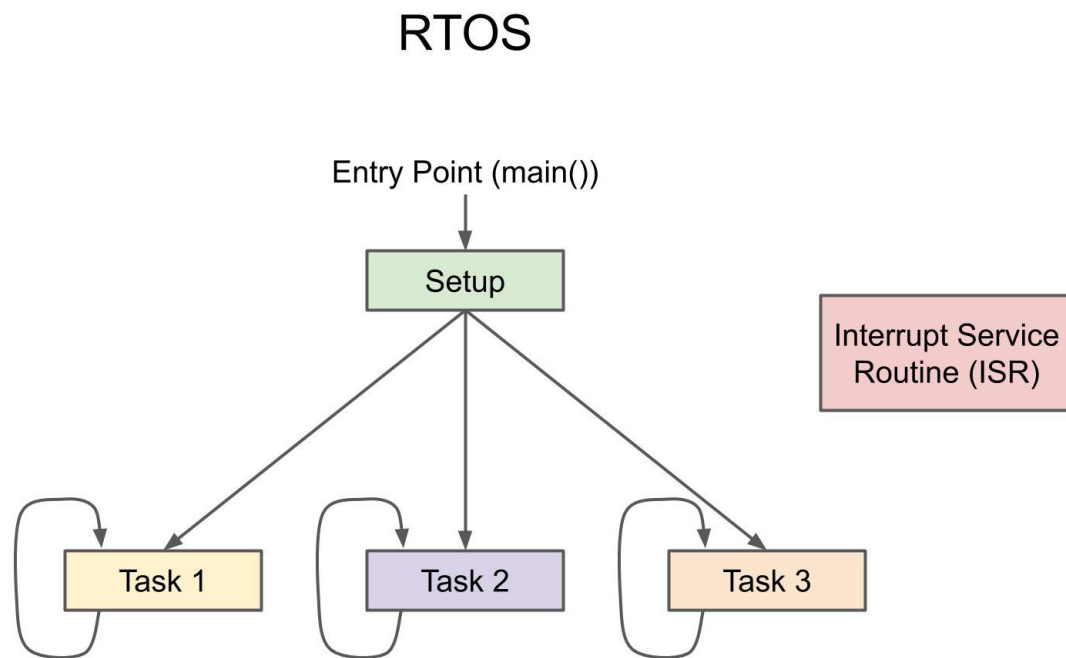 RTOS
Entry Point (main())
Setup
Interrupt Service
Routine (ISR)
Task 1
Task 2
Task 3